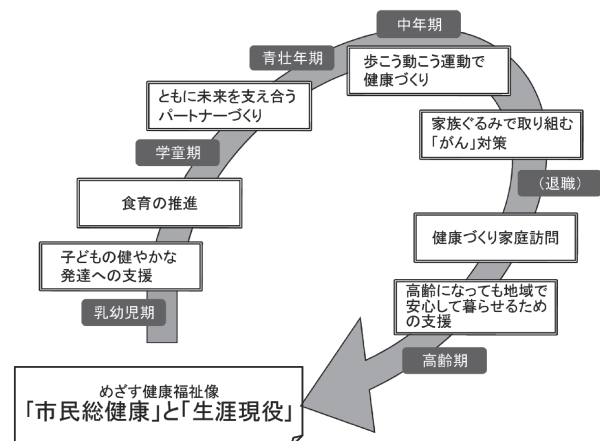 中年期
青壮年期
歩こう動こう運動で
健康づくり
ともに未来を支え合う
パートナーづくり
家族ぐるみで取り組む
「がん」対策
学童期
（退職）
食育の推進
健康づくり家庭訪問
子どもの健やかな
発達への支援
高齢になっても地域で
安心して暮らせるため
の支援
乳幼児期
高齢期
めざす健康福祉像
「市民総健康」と「生涯現役」